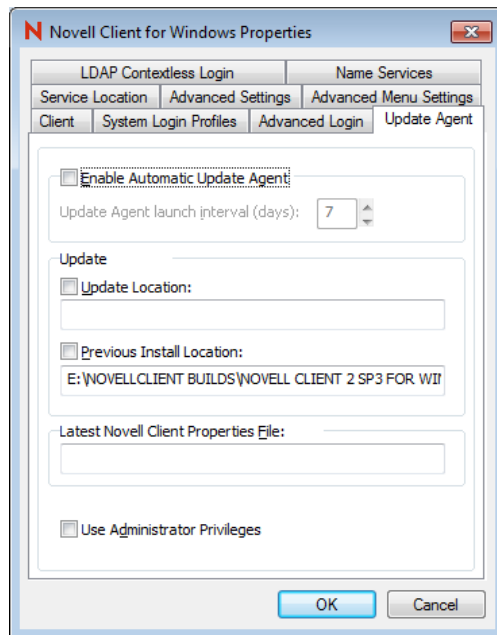 Novell Client for Windows Properties
LDAP Contextless Login Name Services
Service Location Advanced Settings Advanced Menu Settings
Client System Login Profiles Advanced Login Update Agent
Enable Automatic Update Agent
Update Agent launch interval (days): 7
Update
Update Location:
Previous Install Location:
E:\NOVELLCLIENT BUILDS\NOVELL CLIENT 2 SP3 FOR
Latest Novell Client Properties File:
Use Administrator Privileges
OK Cancel